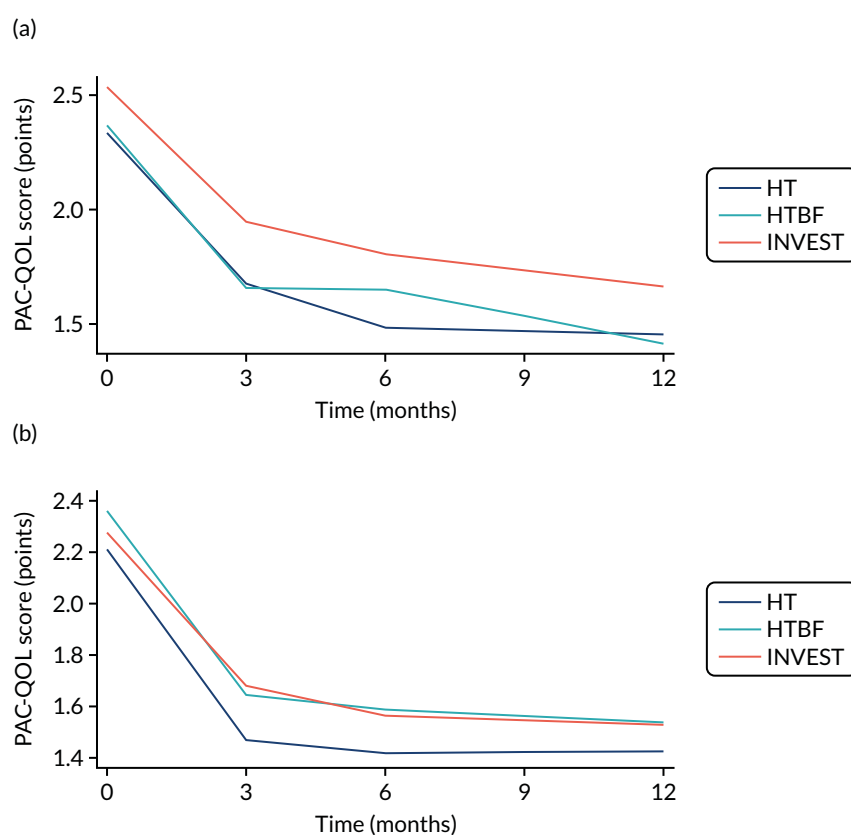 (a)
2.5
2.0
1.5
PAC-QOL score (points)
0 3 6 9 12
Time (months)
HT
HTBF
INVEST
(b)
2.4
2.2
2.0
1.8
1.6
1.4
PAC-QOL score (points)
0 3 6 9 12
Time (months)
HT
HTBF
INVEST